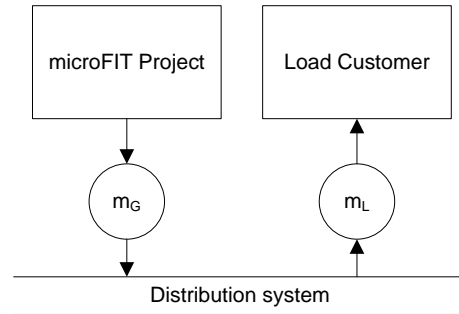 microFIT Project
Load Customer
mG
mL
Distribution system